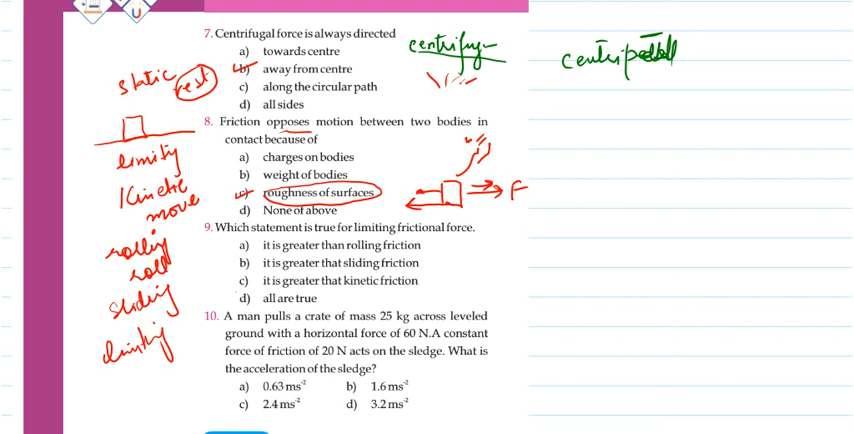 7. Centrifugal force is always directed
a) towards centre
b) away from centre
c) along the circular path
d) all sides
8. Friction opposes motion between two bodies in
contact because of
a) charges on bodies
b) weight of bodies
c) roughness of surfaces
d) None of above
9. Which statement is true for limiting frictional force.
a) it is greater than rolling friction
b) it is greater that sliding friction
c) it is greater that kinetic friction
d) all are true
10. A man pulls a crate of mass 25 kg across leveled
ground with a horizontal force of 60 N.A constant
force of friction of 20 N acts on the sledge. What is
the acceleration of the sledge?
a) 0.63 ms⁻² b) 1.6 ms⁻²
c) 2.4 ms⁻² d) 3.2 ms⁻²
static
rest
Kinetic
move
rolling
roll
sliding
centrifug
F
U